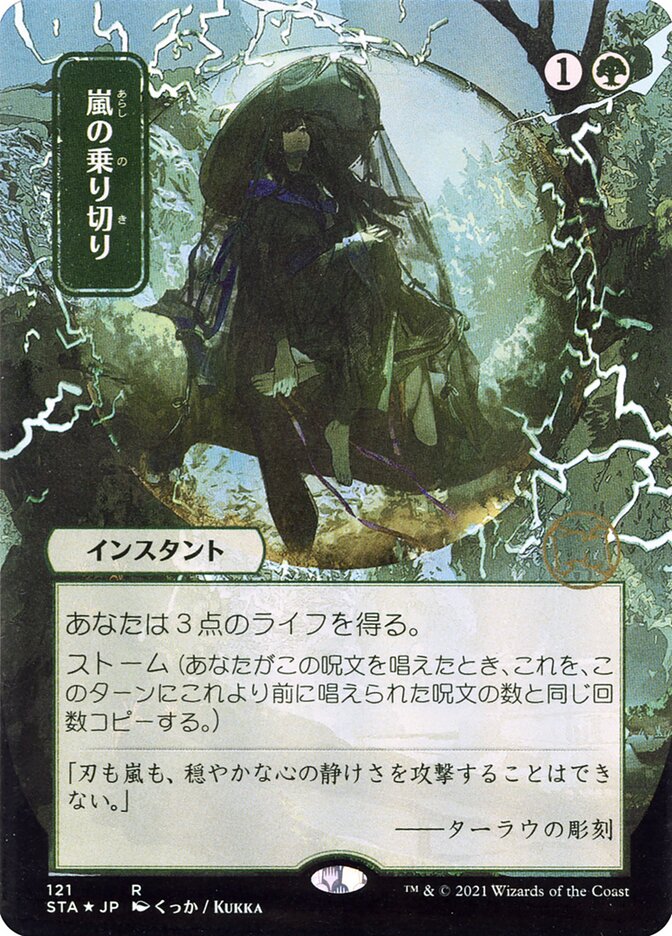 嵐の乗り切り
あらし の き
1
インスタント
あなたは3点のライフを得る。
ストーム(あなたがこの呪文を唱えたとき、これを、こ
のターンにこれより前に唱えられた呪文の数と同じ回
数コピーする。)
「刃も嵐も、穏やかな心の静けさを攻撃することはでき
ない。」
――ターラウの彫刻
121 R
STA★JP くっか / KUKKA
™ & © 2021 Wizards of the Coast